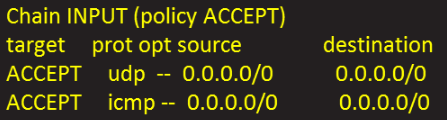 Chain INPUT (policy ACCEPT)
target prot opt source destination
ACCEPT udp -- 0.0.0.0/0 0.0.0.0/0
ACCEPT icmp -- 0.0.0.0/0 0.0.0.0/0